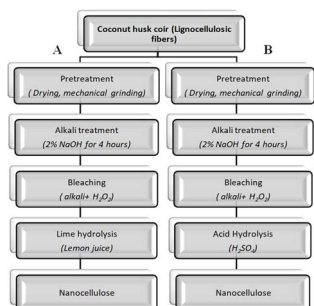 Coconut husk coir (Lignocellulosic
fibers)
A
B
Pretreatment
( Drying, mechanical grinding)
Alkali treatment
(2% NaOH for 4 hours)
Bleaching
( alkali+ H₂O₂)
Lime hydrolysis
(Lemon juice)
Nanocellulose
Pretreatment
( Drying, mechanical grinding)
Alkali treatment
(2% NaOH for 4 hours)
Bleaching
( alkali+ H₂O₂)
Acid Hydrolysis
(H₂SO₄)
Nanocellulose